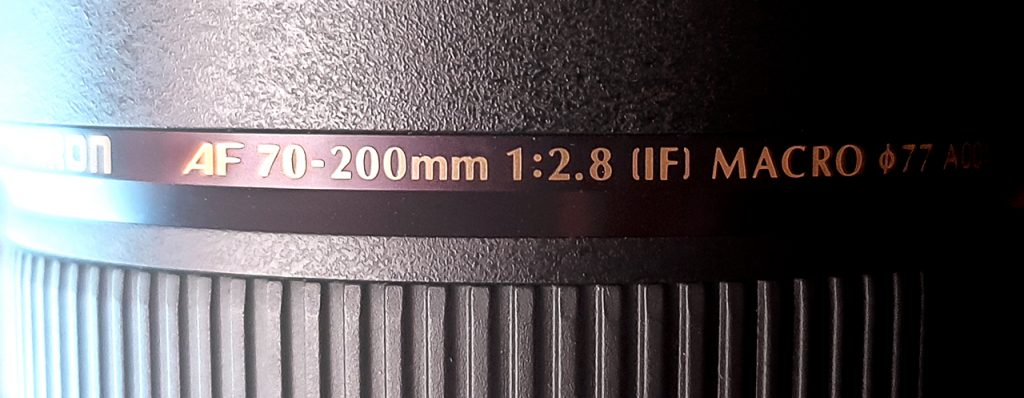 AF 70-200mm 1:2.8 (IF) MACRO ϕ77